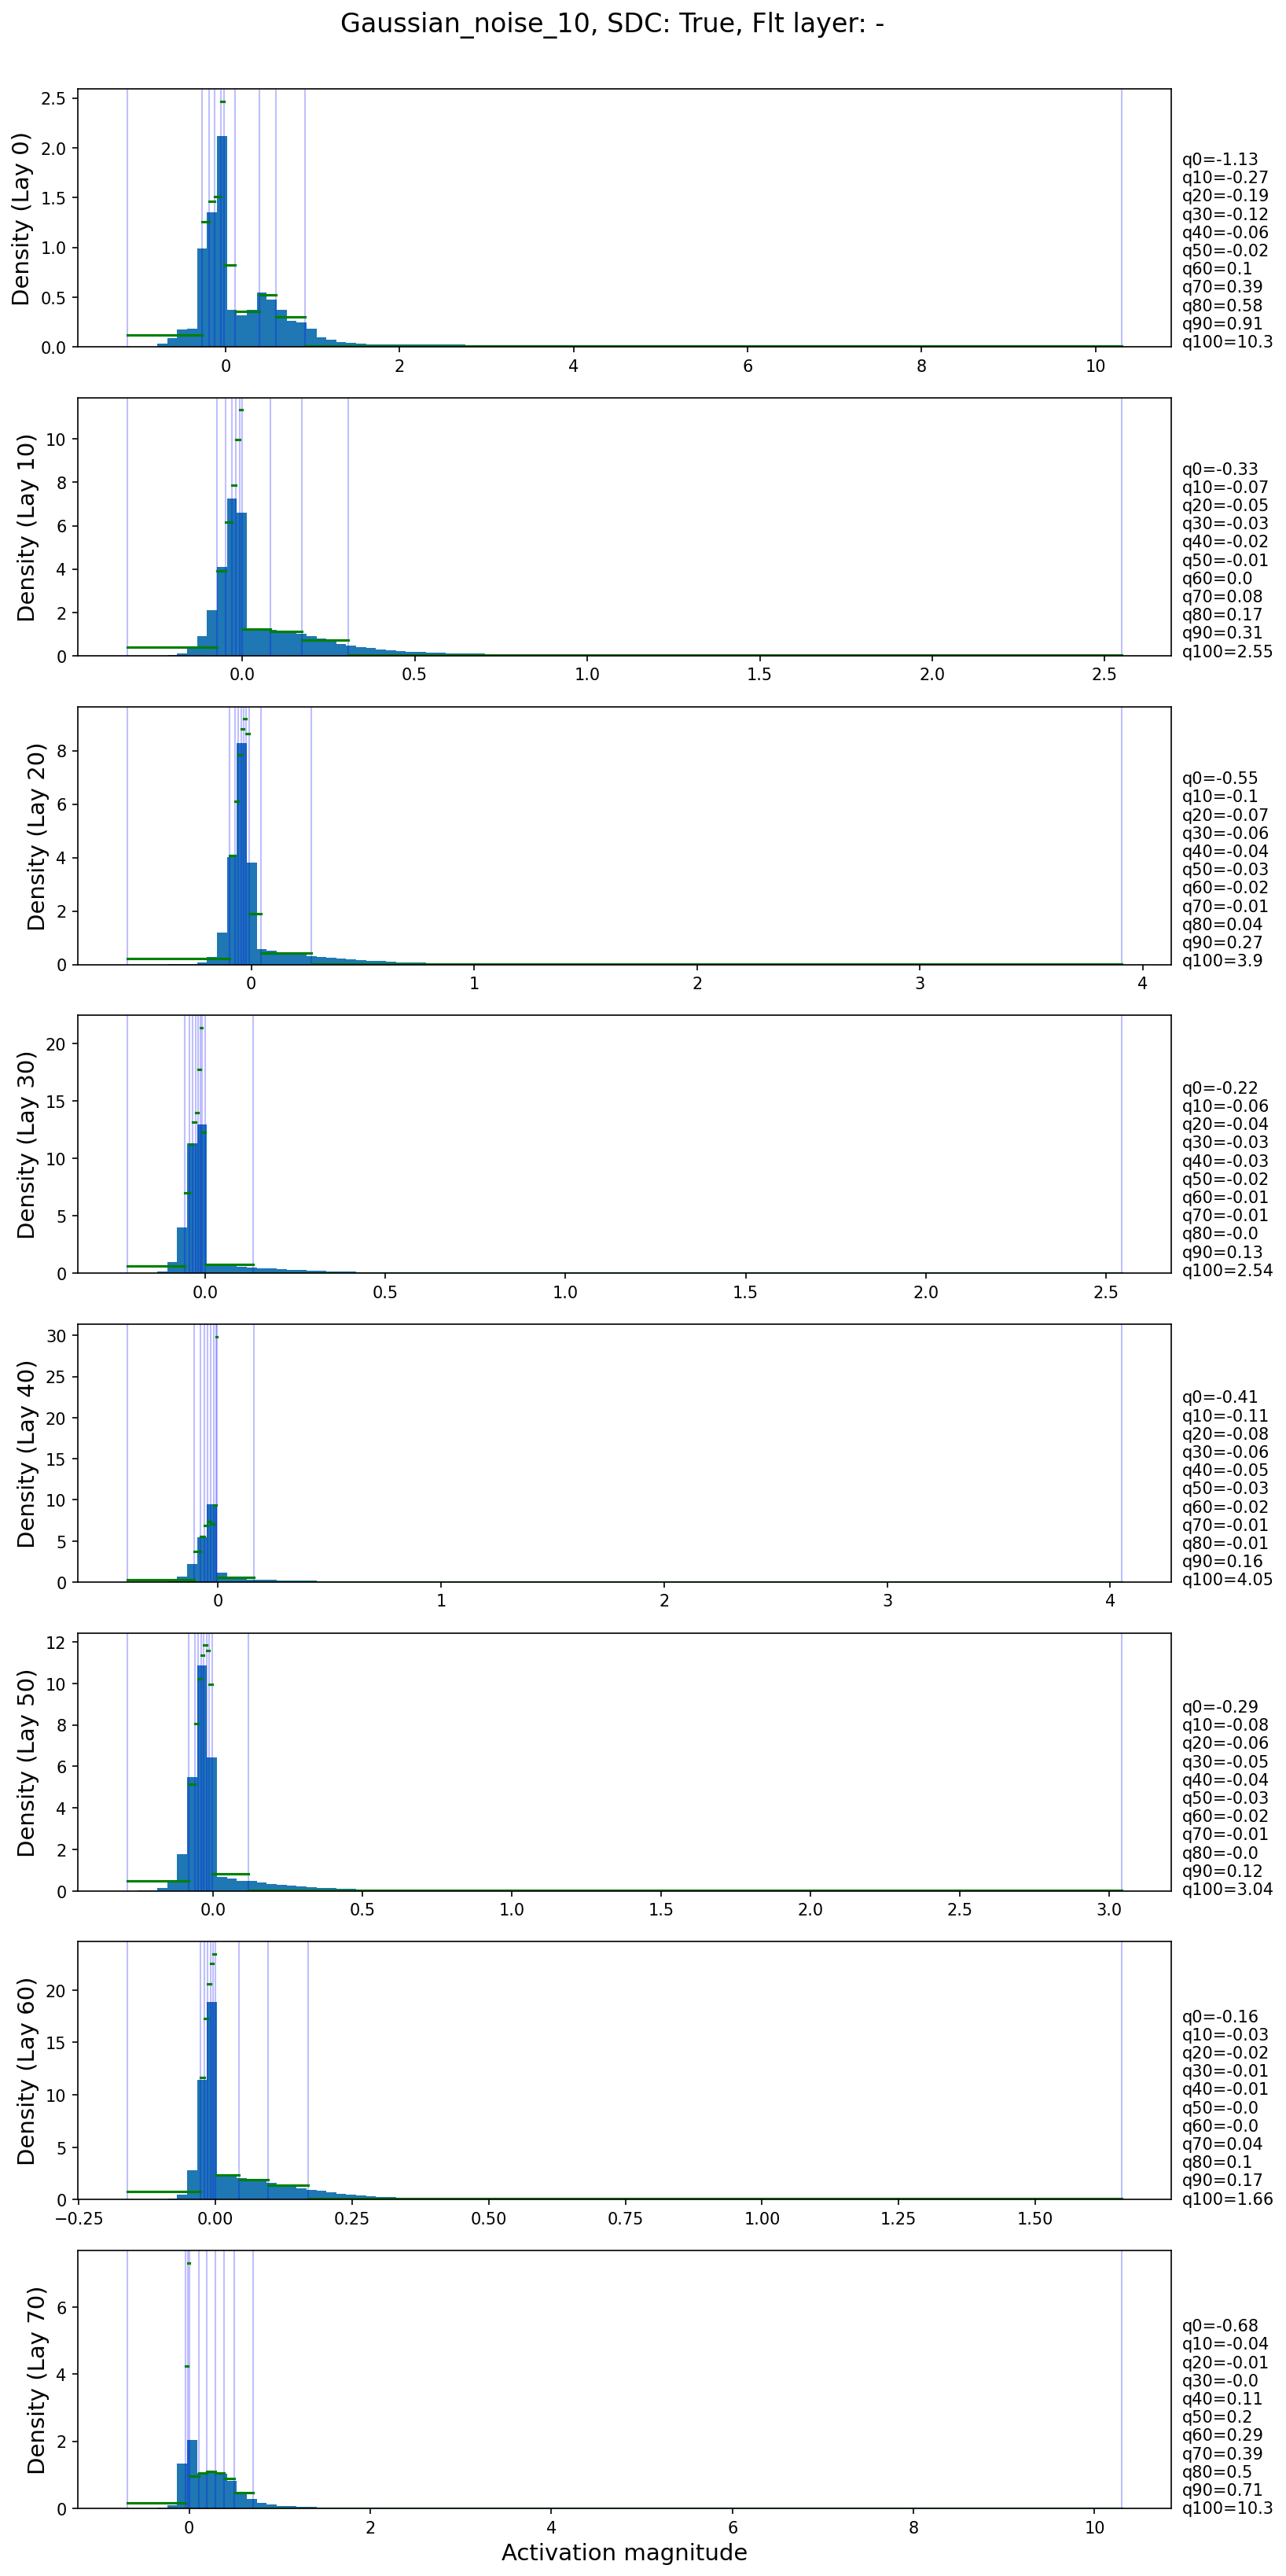 Gaussian_noise_10, SDC: True, Flt layer: -
Density (Lay 0)
2.5
2.0
1.5
1.0
0.5
0.0
0 2 4 6 8 10
q0=-1.13
q10=-0.27
q20=-0.19
q30=-0.12
q40=-0.06
q50=-0.02
q60=0.1
q70=0.39
q80=0.58
q90=0.91
q100=10.3
Density (Lay 10)
10
8
6
4
2
0
0.0 0.5 1.0 1.5 2.0 2.5
q0=-0.33
q10=-0.07
q20=-0.05
q30=-0.03
q40=-0.02
q50=-0.01
q60=0.0
q70=0.08
q80=0.17
q90=0.31
q100=2.55
Density (Lay 20)
8
6
4
2
0
0 1 2 3 4
q0=-0.55
q10=-0.1
q20=-0.07
q30=-0.06
q40=-0.04
q50=-0.03
q60=-0.02
q70=-0.01
q80=0.04
q90=0.27
q100=3.9
Density (Lay 30)
20
15
10
5
0
0.0 0.5 1.0 1.5 2.0 2.5
q0=-0.22
q10=-0.06
q20=-0.04
q30=-0.03
q40=-0.03
q50=-0.02
q60=-0.01
q70=-0.01
q80=-0.0
q90=0.13
q100=2.54
Density (Lay 40)
30
25
20
15
10
5
0
0 1 2 3 4
q0=-0.41
q10=-0.11
q20=-0.08
q30=-0.06
q40=-0.05
q50=-0.03
q60=-0.02
q70=-0.01
q80=-0.01
q90=0.16
q100=4.05
Density (Lay 50)
12
10
8
6
4
2
0
0.0 0.5 1.0 1.5 2.0 2.5 3.0
q0=-0.29
q10=-0.08
q20=-0.06
q30=-0.05
q40=-0.04
q50=-0.03
q60=-0.02
q70=-0.01
q80=-0.0
q90=0.12
q100=3.04
Density (Lay 60)
20
15
10
5
0
−0.25 0.00 0.25 0.50 0.75 1.00 1.25 1.50
q0=-0.16
q10=-0.03
q20=-0.02
q30=-0.01
q40=-0.01
q50=-0.0
q60=-0.0
q70=0.04
q80=0.1
q90=0.17
q100=1.66
Density (Lay 70)
6
4
2
0
0 2 4 6 8 10
q0=-0.68
q10=-0.04
q20=-0.01
q30=-0.0
q40=0.11
q50=0.2
q60=0.29
q70=0.39
q80=0.5
q90=0.71
q100=10.3
Activation magnitude